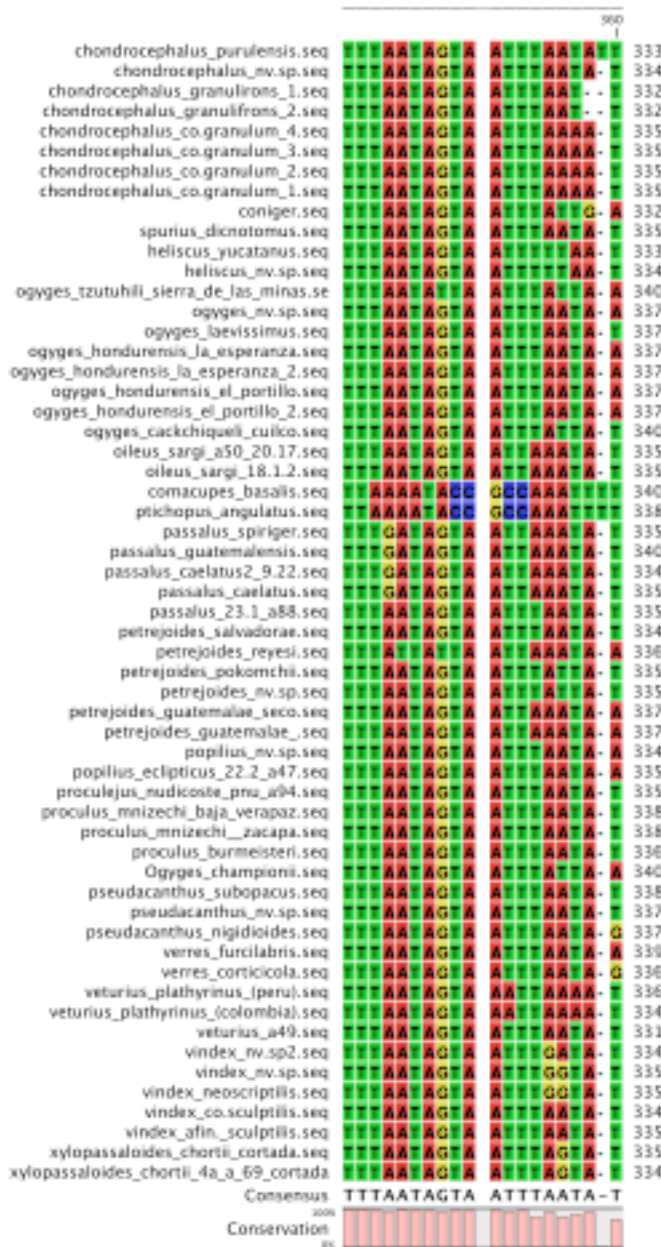 360
chondrocephalus_purulensis.seq TTTAATAGTA ATTTAATATT 333
chondrocephalus_nv.sp.seq TTTAATAGTA ATTTAATA-T 334
chondrocephalus_granulirons_1.seq TTTAATAGTA ATTTAAT--T 332
chondrocephalus_granulifrons_2.seq TTTAATAGTA ATTTAAT--T 332
chondrocephalus_co.granulum_4.seq TTTAATAGTA ATTTAAAA-T 335
chondrocephalus_co.granulum_3.seq TTTAATAGTA ATTTAAAA-T 335
chondrocephalus_co.granulum_2.seq TTTAATAGTA ATTTAAAA-T 335
chondrocephalus_co.granulum_1.seq TTTAATAGTA ATTTAAAA-T 335
coniger.seq TTTAATAGTA ATTTATTG-A 332
spurius_dicnotomus.seq TTTAATAGTA ATTTAATA-T 335
heliscus_yucatanus.seq TTTAATAGTA ATTTTTAA-T 333
heliscus_nv.sp.seq TTTAATAGTA ATTTTTAA-T 334
ogyges_tzutuhili_sierra_de_las_minas.se TTTAATATTA ATTTATTA-A 340
ogyges_nv.sp.seq TTTAATAGTA ATTTAATA-A 337
ogyges_laevissimus.seq TTTAATAGTA ATTTAATA-T 337
ogyges_hondurensis_la_esperanza.seq TTTAATAGTA ATTTAATA-A 337
ogyges_hondurensis_la_esperanza_2.seq TTTAATAGTA ATTTAATA-A 337
ogyges_hondurensis_el_portillo.seq TTTAATAGTA ATTTAATA-A 337
ogyges_hondurensis_el_portillo_2.seq TTTAATAGTA ATTTAATA-A 337
ogyges_cackchiqueli_cuilco.seq TTTAATAGTA ATTTATTA-T 340
oileus_sargi_a50_20.17.seq TTTAATAGTA ATTAAATA-T 335
oileus_sargi_18.1.2.seq TTTAATAGTA ATTAAATA-T 335
comacupes_basalis.seq TTAAAATACC GCCAAATTTT 340
ptichopus_angulatus.seq TTAAAATACC GCCAAATTTT 338
passalus_spiriger.seq TTTGATAGTA ATTTAATA-T 335
passalus_guatemalensis.seq TTTGATAGTA ATTAAATA-T 340
passalus_caelatus2_9.22.seq TTTGATAGTA ATTAAATA-T 334
passalus_caelatus.seq TTTGATAGTA ATTAAATA-T 335
passalus_23.1_a88.seq TTTAATAGTA ATTTAATA-T 335
petrejoides_salvadorae.seq TTTAATAGTA ATTTAATA-T 334
petrejoides_reyesi.seq TTTATTATTA ATTAAATA-A 336
petrejoides_pokomchii.seq TTTAATAGTA ATTTATTA-T 335
petrejoides_nv.sp.seq TTTAATAGTA ATTTATTA-T 335
petrejoides_guatemalae_seco.seq TTTAATAGTA ATTAAATA-A 337
petrejoides_guatemalae_.seq TTTAATAGTA ATTAAATA-A 337
popilius_nv.sp.seq TTTAATAGTA ATTTAATA-T 334
popilius_eclipticus_22.2_a47.seq TTTAATAGTA ATTTAATA-A 335
proculejus_nudicoste_pnu_a94.seq TTTAATAGTA ATTTAATA-T 335
proculus_mnizechi_baja_verapaz.seq TTTAATAGTA ATTTAATA-T 338
proculus_mnizechi__zacapa.seq TTTAATAGTA ATTTAATA-T 338
proculus_burmeisteri.seq TTTAATAGTA ATTTAATA-T 336
Ogyges_championii.seq TTTAATAGTA ATTTATTA-A 340
pseudacanthus_subopacus.seq TTTAATAGTA ATTTAATA-T 338
pseudacanthus_nv.sp.seq TTTAATAGTA ATTTAATA-T 337
pseudacanthus_nigidioides.seq TTTAATAGTA ATTTAATA-G 337
verres_furcilabris.seq TTTAATAGTA ATTTAATA-A 339
verres_corticicola.seq TTTAATAGTA ATTTAATA-G 336
veturius_plathyrinus_(peru).seq TTTAATAGTA AATTAAAA-T 336
veturius_plathyrinus_(colombia).seq TTTAATAGTA AATTAAAA-T 334
veturius_a49.seq TTTAATAGTA ATTTAATA-T 331
vindex_nv.sp2.seq TTTAATAGTA ATTTGATA-T 334
vindex_nv.sp.seq TTTAATAGTA ATTTGGTA-T 335
vindex_neoscriptilis.seq TTTAATAGTA ATTTGGTA-T 335
vindex_co.sculptilis.seq TTTAATAGTA ATTTAATA-T 334
vindex_afin._sculptilis.seq TTTAATAGTA ATTTAATA-T 335
xylopassaloides_chortii_cortada.seq TTTAATAGTA ATTTAGTA-T 335
xylopassaloides_chortii_4a_a_69_cortada TTTAATAGTA ATTTAGTA-T 334
Consensus TTTAATAGTA ATTTAATA-T
100%
Conservation
0%